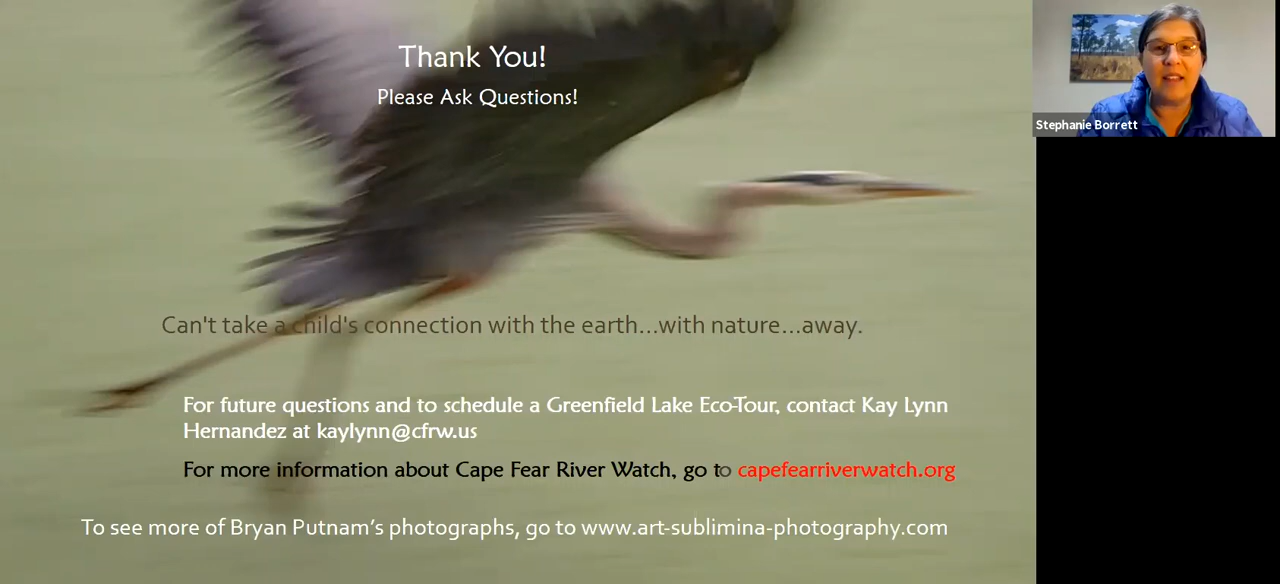 Thank You!
Please Ask Questions!
Stephanie Borrett
Can't take a child's connection with the earth...with nature...away.
For future questions and to schedule a Greenfield Lake Eco-Tour, contact Kay Lynn
Hernandez at kaylynn@cfrw.us
For more information about Cape Fear River Watch, go to capefearriverwatch.org
To see more of Bryan Putnam’s photographs, go to www.art-sublimina-photography.com